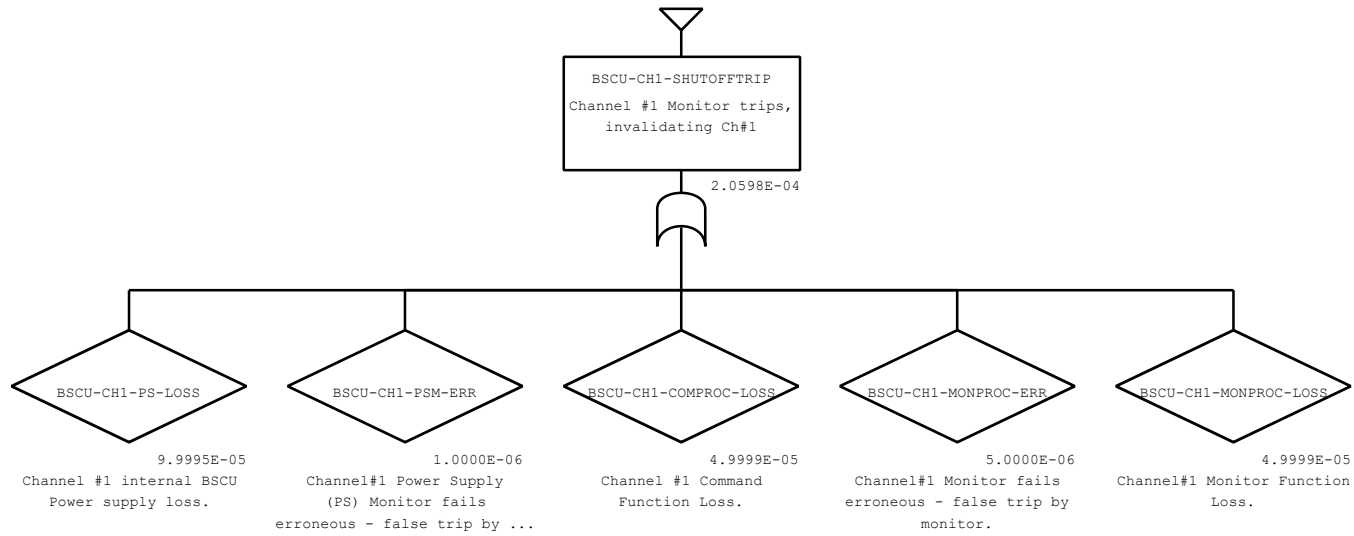 BSCU-CH1-SHUTOFFTRIP
Channel #1 Monitor trips,
invalidating Ch#1
2.0598E-04
BSCU-CH1-PS-LOSS
9.9995E-05
Channel #1 internal BSCU
Power supply loss.
BSCU-CH1-PSM-ERR
1.0000E-06
Channel#1 Power Supply
(PS) Monitor fails
erroneous - false trip by ...
BSCU-CH1-COMPROC-LOSS
4.9999E-05
Channel #1 Command
Function Loss.
BSCU-CH1-MONPROC-ERR
5.0000E-06
Channel#1 Monitor fails
erroneous - false trip by
monitor.
BSCU-CH1-MONPROC-LOSS
4.9999E-05
Channel#1 Monitor Function
Loss.